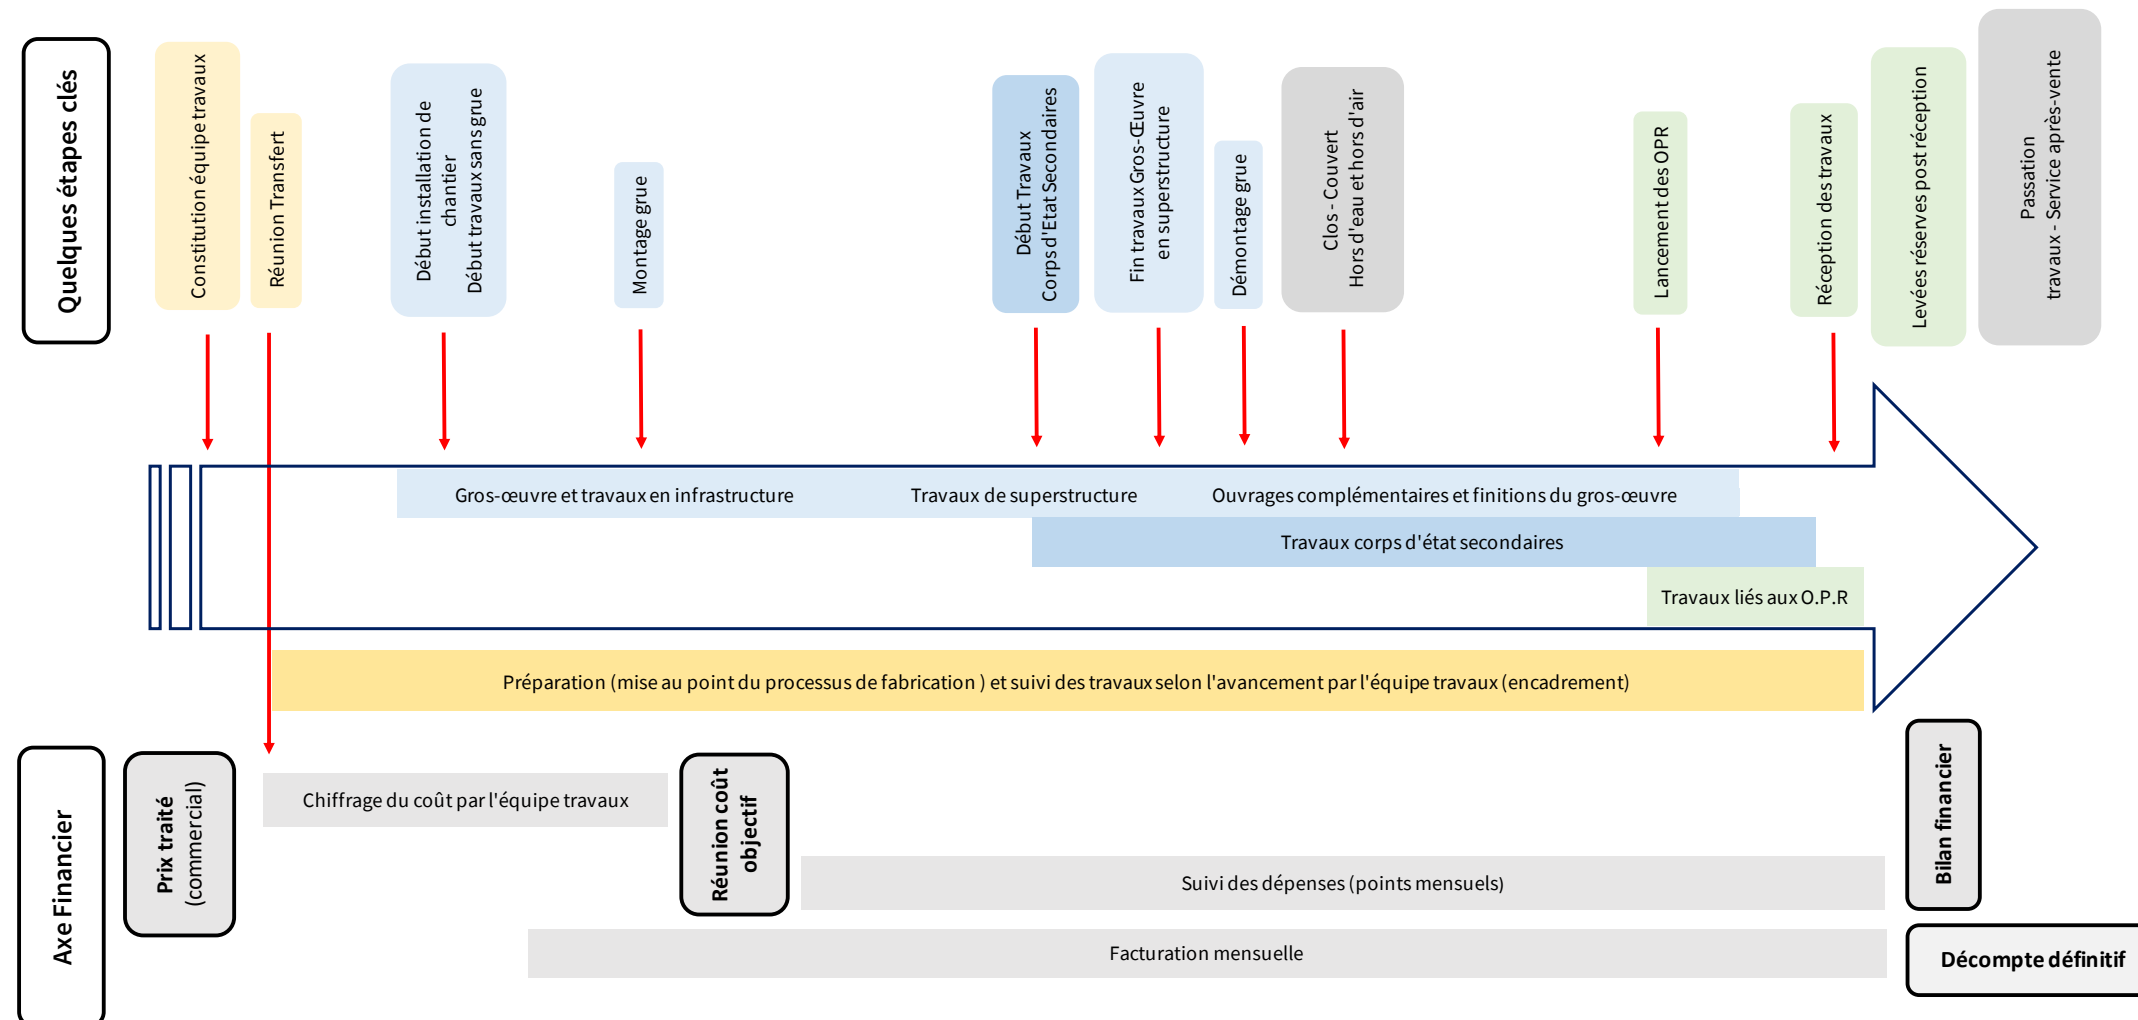 Quelques étapes clés
Constitution équipe travaux
Réunion Transfert
Début installation de
chantier
Début travaux sans grue
Montage grue
Début Travaux
Corps d'Etat Secondaires
Fin travaux Gros-Œuvre
en superstructure
Démontage grue
Clos - Couvert
Hors d'eau et hors d'air
Lancement des OPR
Réception des travaux
Levées réserves post réception
Passation
travaux - Service après-vente
Gros-œuvre et travaux en infrastructure
Travaux de superstructure
Ouvrages complémentaires et finitions du gros-œuvre
Travaux corps d'état secondaires
Travaux liés aux O.P.R
Préparation (mise au point du processus de fabrication ) et suivi des travaux selon l'avancement par l'équipe travaux (encadrement)
Axe Financier
Prix traité
(commercial)
Chiffrage du coût par l'équipe travaux
Réunion coût
objectif
Suivi des dépenses (points mensuels)
Facturation mensuelle
Bilan financier
Décompte définitif